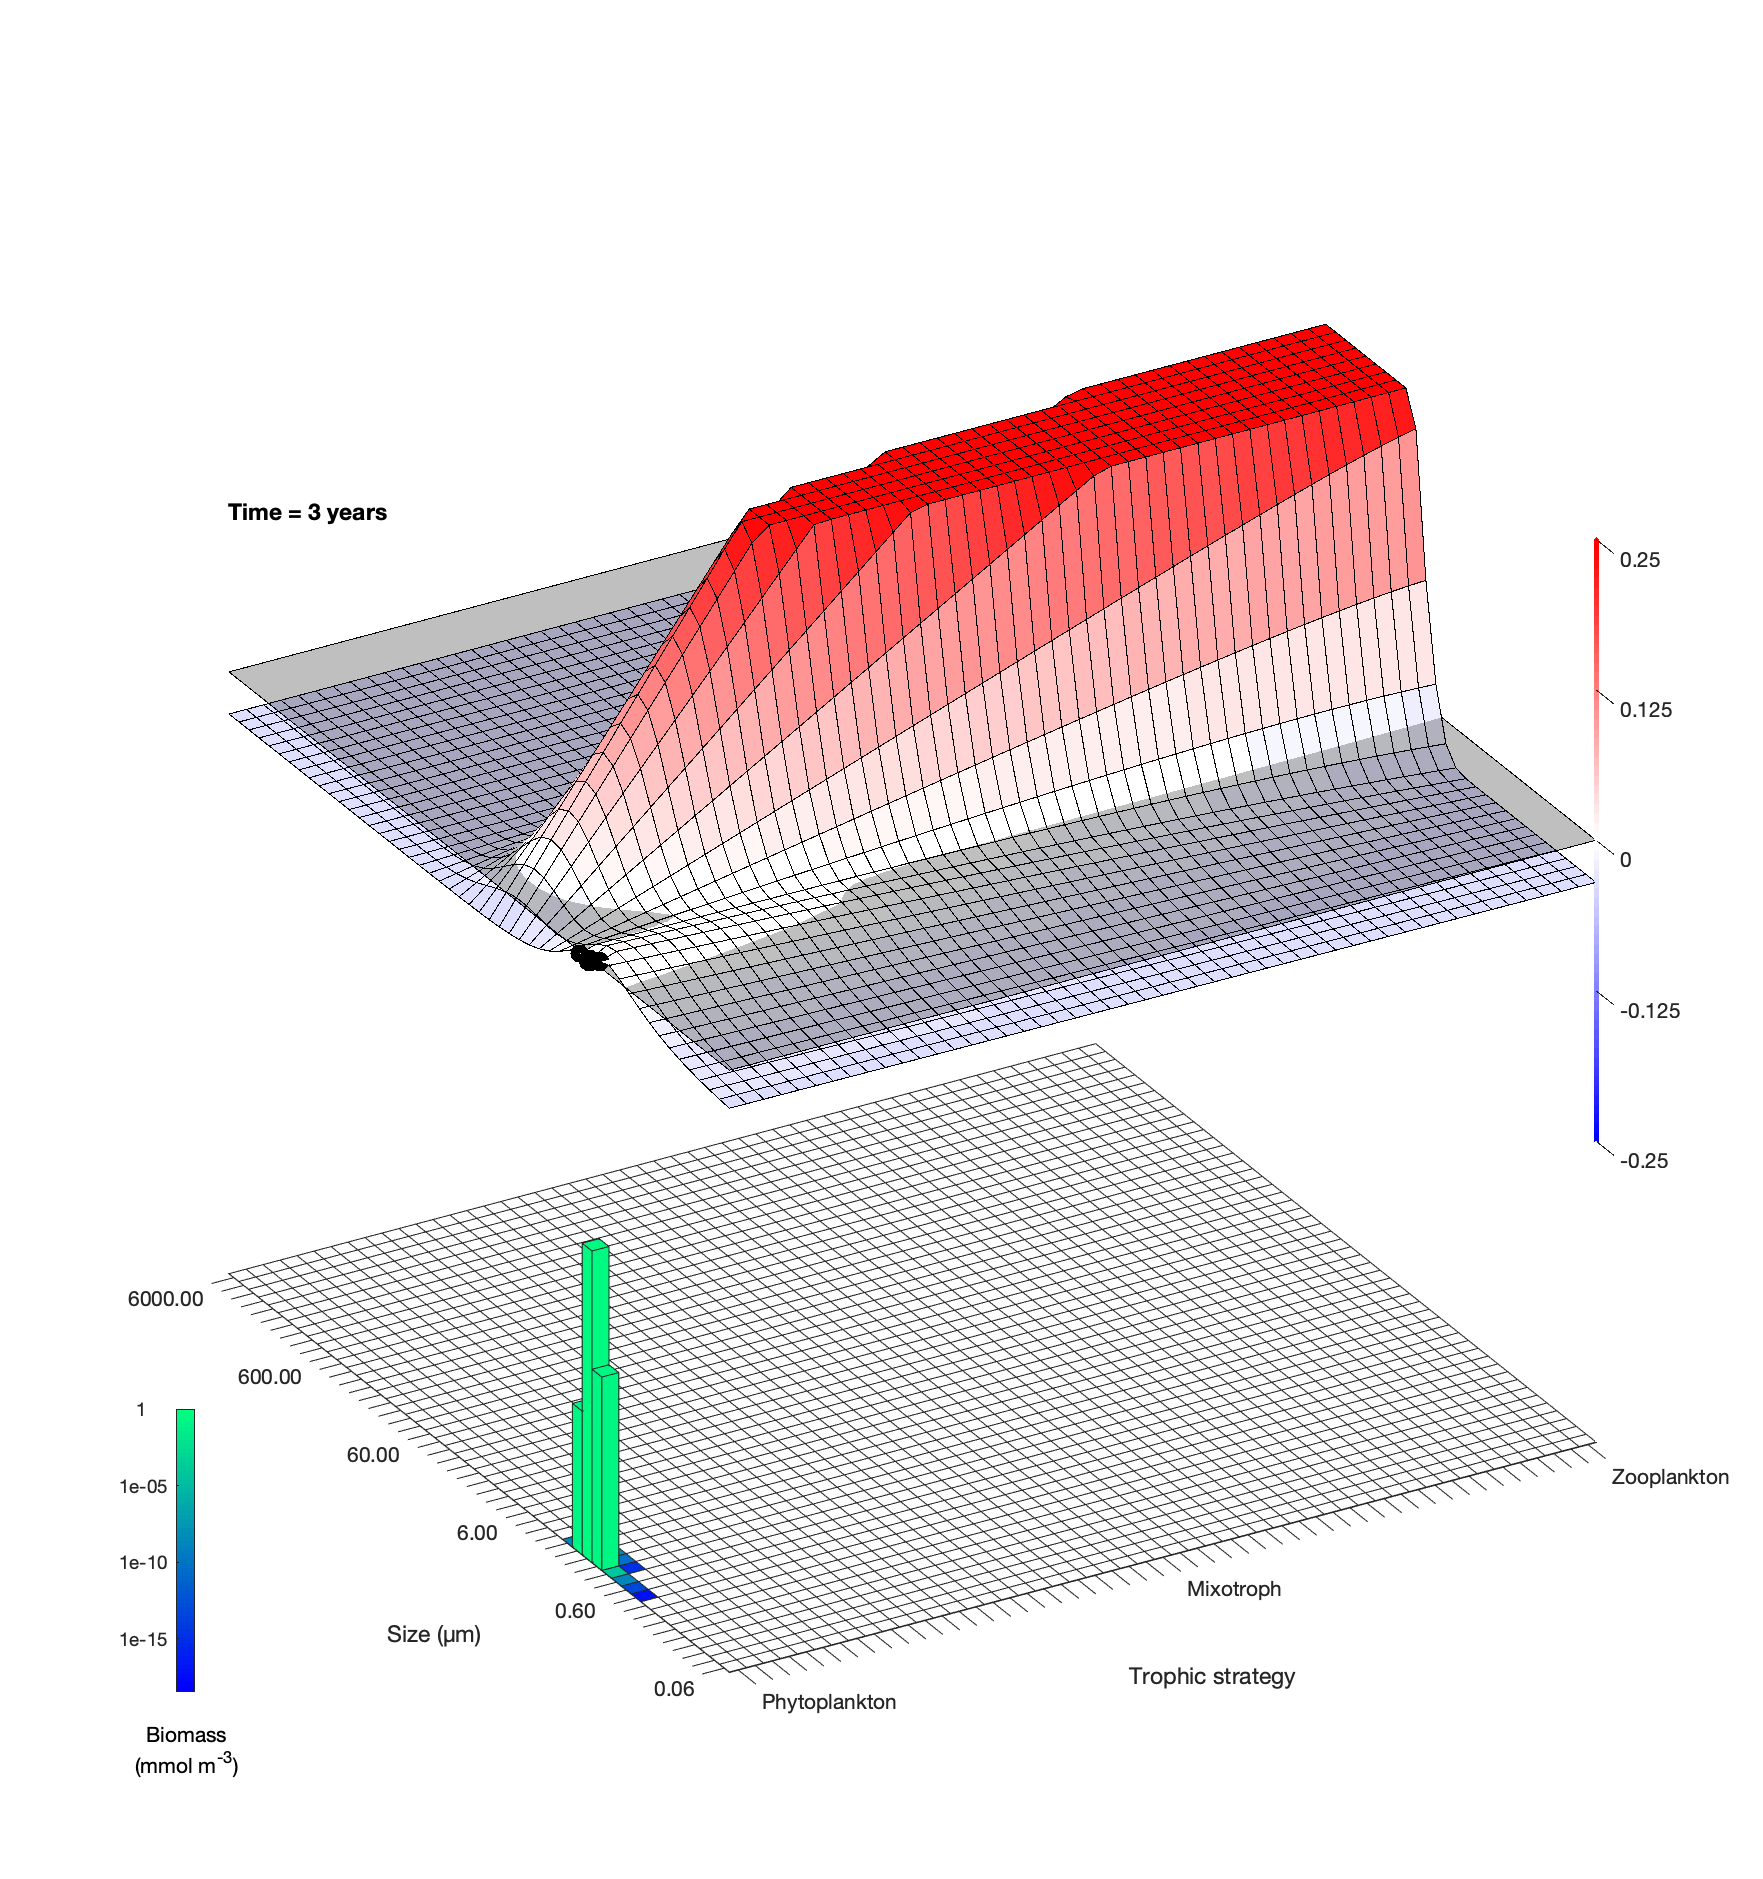 Time = 3 years
0.25
0.125
0
-0.125
-0.25
6000.00
600.00
60.00
6.00
0.60
0.06
Size (µm)
Phytoplankton
Mixotroph
Zooplankton
Trophic strategy
1
1e-05
1e-10
1e-15
Biomass
(mmol m-3)